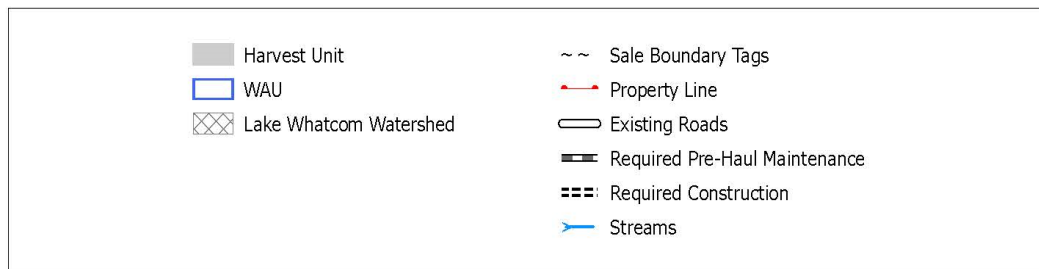 Harvest Unit
WAU
Lake Whatcom Watershed
Sale Boundary Tags
Property Line
Existing Roads
Required Pre-Haul Maintenance
Required Construction
Streams